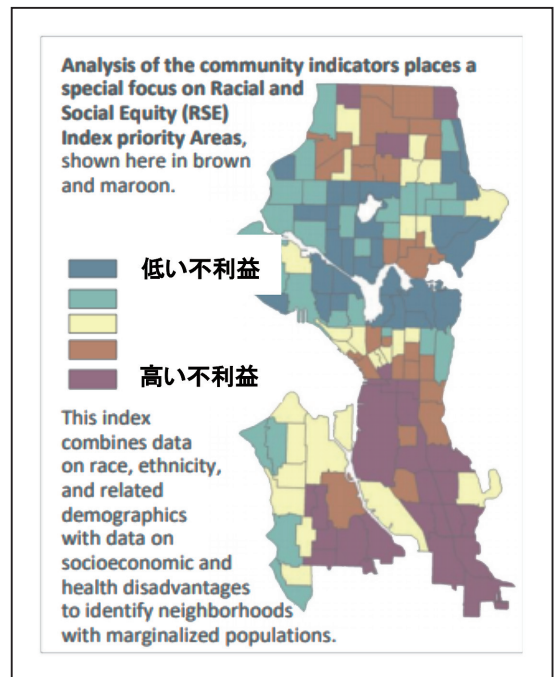 Analysis of the community indicators places a
special focus on Racial and
Social Equity (RSE)
Index priority Areas,
shown here in brown
and maroon.
低い不利益
高い不利益
This index
combines data
on race, ethnicity,
and related
demographics
with data on
socioeconomic and
health disadvantages
to identify neighborhoods
with marginalized populations.